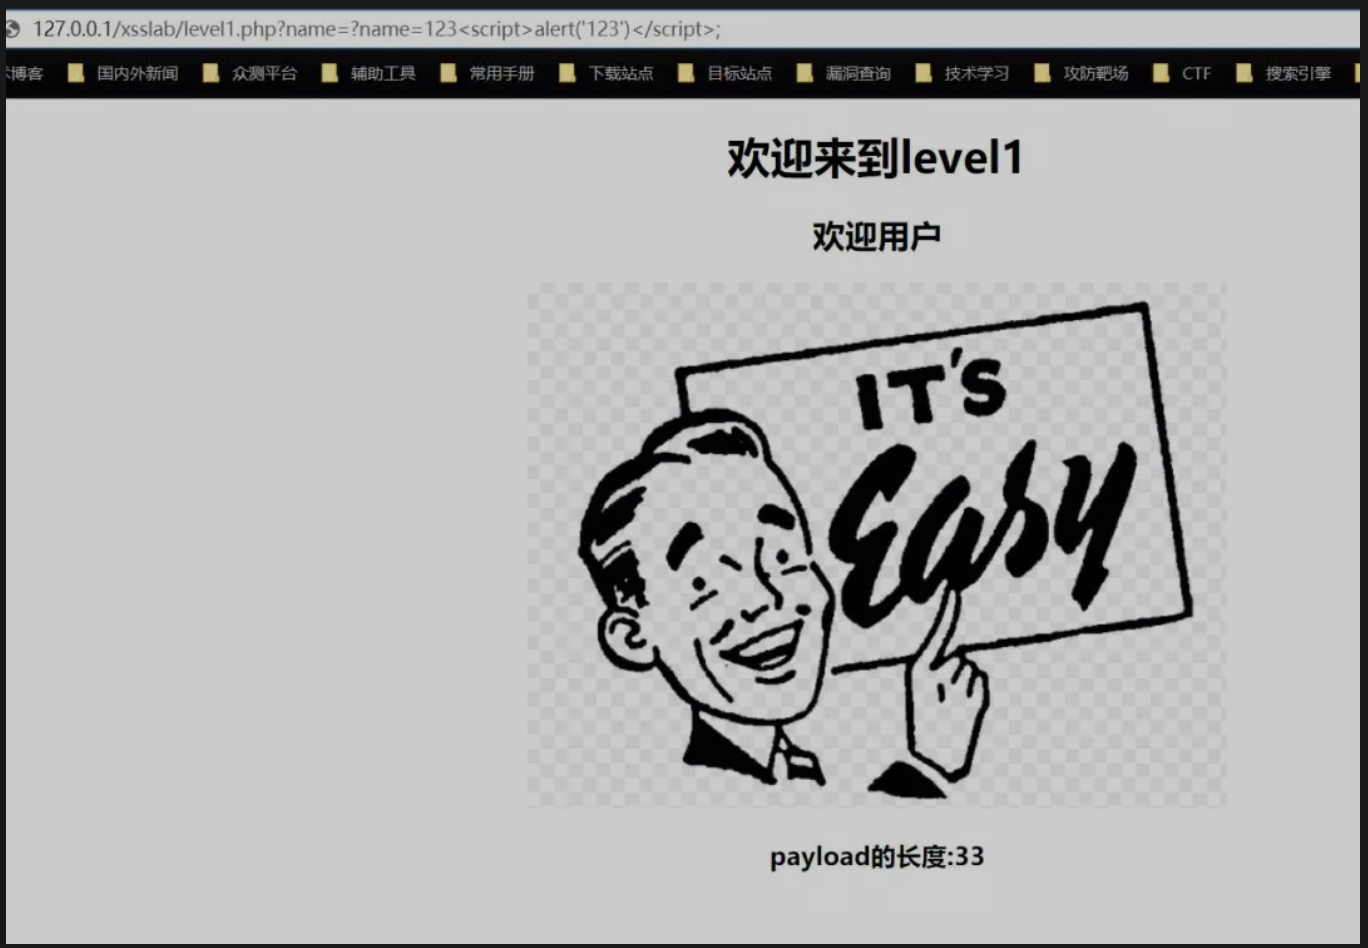 127.0.0.1/xsslab/level1.php?name=?name=123<script>alert('123')</script>;
博客 国内外新闻 众测平台 辅助工具 常用手册 下载站点 目标站点 漏洞查询 技术学习 攻防靶场 CTF 搜索引擎
欢迎来到level1
欢迎用户
IT'S
Easy
payload的长度:33